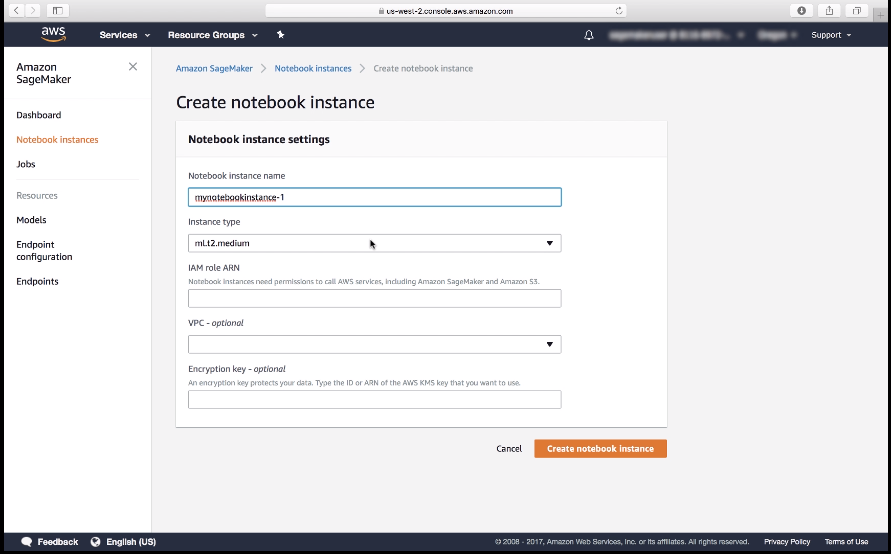 us-west-2.console.aws.amazon.com
aws
Services
Resource Groups
Support
Amazon
SageMaker
Dashboard
Notebook instances
Jobs
Resources
Models
Endpoint
configuration
Endpoints
Amazon SageMaker > Notebook instances > Create notebook instance
Create notebook instance
Notebook instance settings
Notebook instance name
mynotebookinstance-1
Instance type
ml.t2.medium
IAM role ARN
Notebook instances need permissions to call AWS services, including Amazon SageMaker and Amazon S3.
VPC - optional
Encryption key - optional
An encryption key protects your data. Type the ID or ARN of the AWS KMS key that you want to use.
Cancel
Create notebook instance
Feedback
English (US)
© 2008 - 2017, Amazon Web Services, Inc. or its affiliates. All rights reserved.
Privacy Policy
Terms of Use